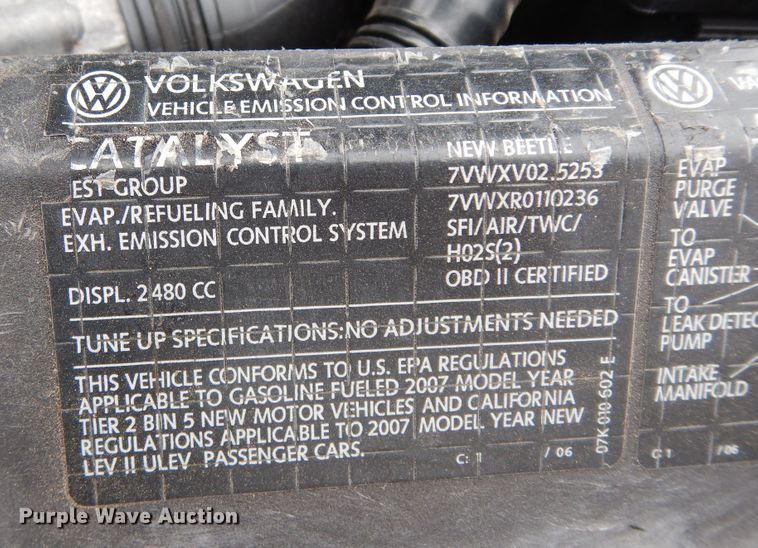 VOLKSWAGEN
VEHICLE EMISSION CONTROL INFORMATION
CATALYST NEW BEETLE
EST GROUP 7VWXV02.5253
EVAP./REFUELING FAMILY. 7VWXR0110236
EXH. EMISSION CONTROL SYSTEM SFI/AIR/TWC/
H02S(2)
OBD II CERTIFIED
DISPL. 2480 CC
TUNE UP SPECIFICATIONS:NO ADJUSTMENTS NEEDED
THIS VEHICLE CONFORMS TO U.S. EPA REGULATIONS
APPLICABLE TO GASOLINE FUELED 2007 MODEL YEAR
TIER 2 BIN 5 NEW MOTOR VEHICLES AND CALIFORNIA
REGULATIONS APPLICABLE TO 2007 MODEL YEAR NEW
LEV II ULEV PASSENGER CARS.
C: 1 / 06
07K 010 602 E
VA
EVAP
PURGE
VALVE
TO
EVAP
CANISTER
TO
LEAK DETEC
PUMP
INTAKE
MANIFOLD
C: 1 / 06
Purple Wave Auction